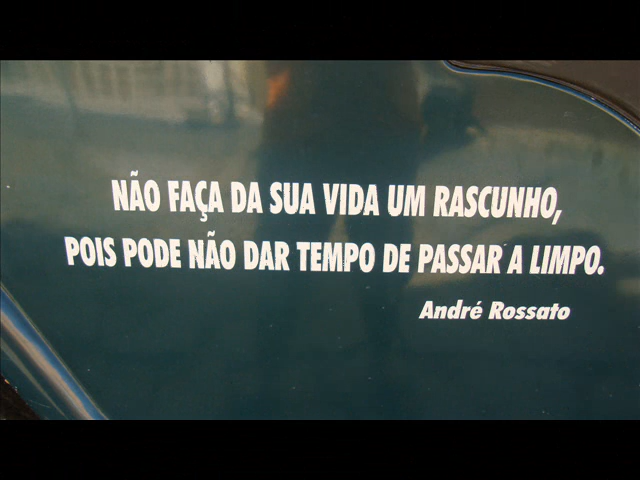 NÃO FAÇA DA SUA VIDA UM RASCUNHO,
POIS PODE NÃO DAR TEMPO DE PASSAR A LIMPO.
André Rossato